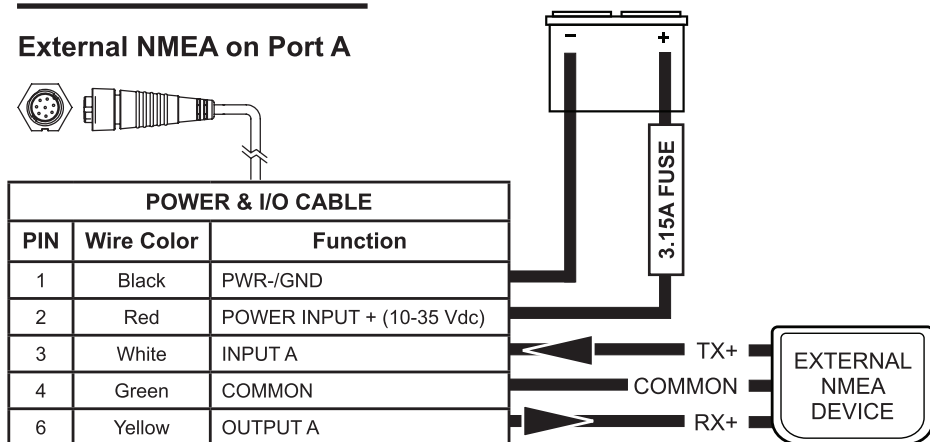 External NMEA on Port A
- +
3.15A FUSE
POWER & I/O CABLE
PIN Wire Color Function
1 Black PWR-/GND
2 Red POWER INPUT + (10-35 Vdc)
3 White INPUT A
4 Green COMMON
6 Yellow OUTPUT A
TX+
COMMON
RX+
EXTERNAL
NMEA
DEVICE